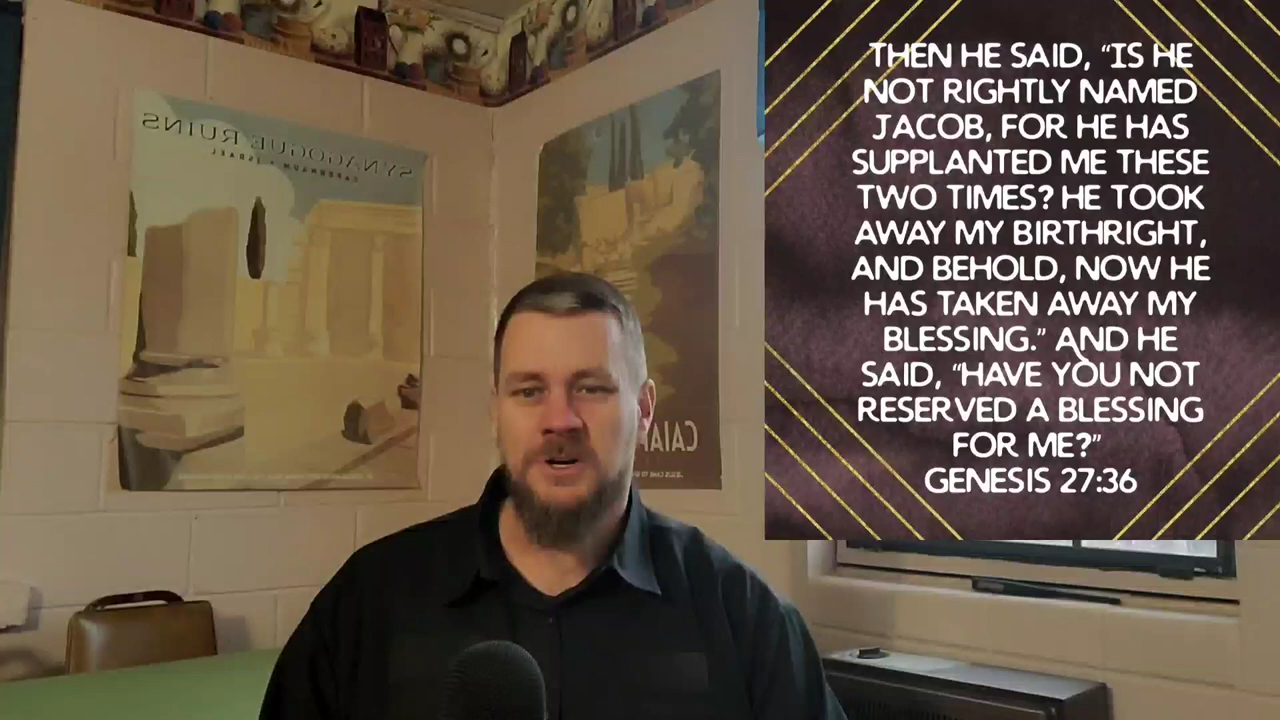 SYNAGOGUE RUINS
CAPERNAUM • ISRAEL
THEN HE SAID, “IS HE
NOT RIGHTLY NAMED
JACOB, FOR HE HAS
SUPPLANTED ME THESE
TWO TIMES? HE TOOK
AWAY MY BIRTHRIGHT,
AND BEHOLD, NOW HE
HAS TAKEN AWAY MY
BLESSING.” AND HE
SAID, “HAVE YOU NOT
RESERVED A BLESSING
FOR ME?”
GENESIS 27:36